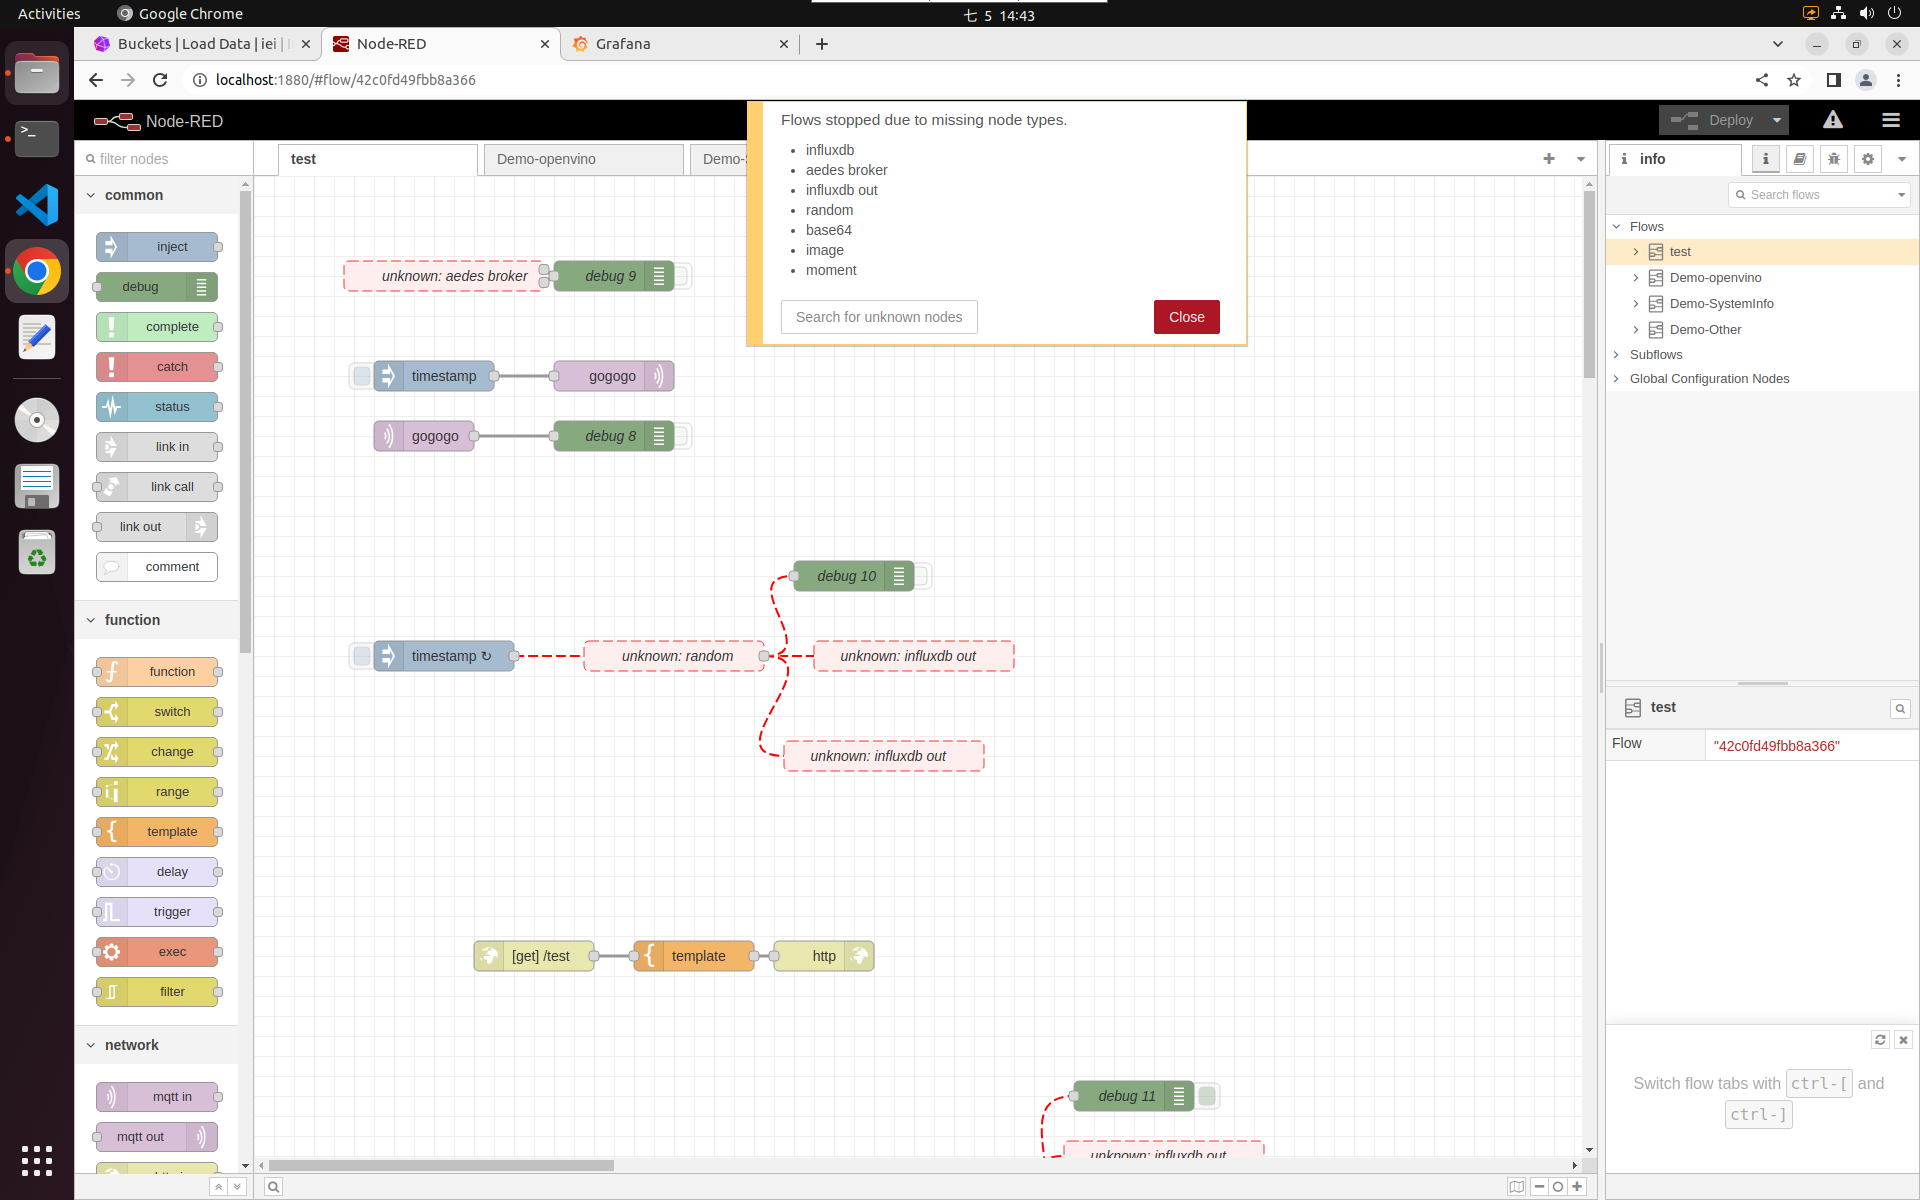 Activities
Google Chrome
七 5 14:43
Buckets | Load Data | iei |
Node-RED
Grafana
localhost:1880/#flow/42c0fd49fbb8a366
Node-RED
Deploy
filter nodes
test
Demo-openvino
Demo-
Flows stopped due to missing node types.
influxdb
aedes broker
influxdb out
random
base64
image
moment
Search for unknown nodes
Close
common
inject
debug
complete
catch
status
link in
link call
link out
comment
function
function
switch
change
range
template
delay
trigger
exec
filter
network
mqtt in
mqtt out
unknown: aedes broker
debug 9
timestamp
gogogo
gogogo
debug 8
debug 10
timestamp ↻
unknown: random
unknown: influxdb out
unknown: influxdb out
[get] /test
template
http
debug 11
unknown: influxdb out
info
Search flows
Flows
test
Demo-openvino
Demo-SystemInfo
Demo-Other
Subflows
Global Configuration Nodes
test
Flow
"42c0fd49fbb8a366"
Switch flow tabs with ctrl-[ and
ctrl-]